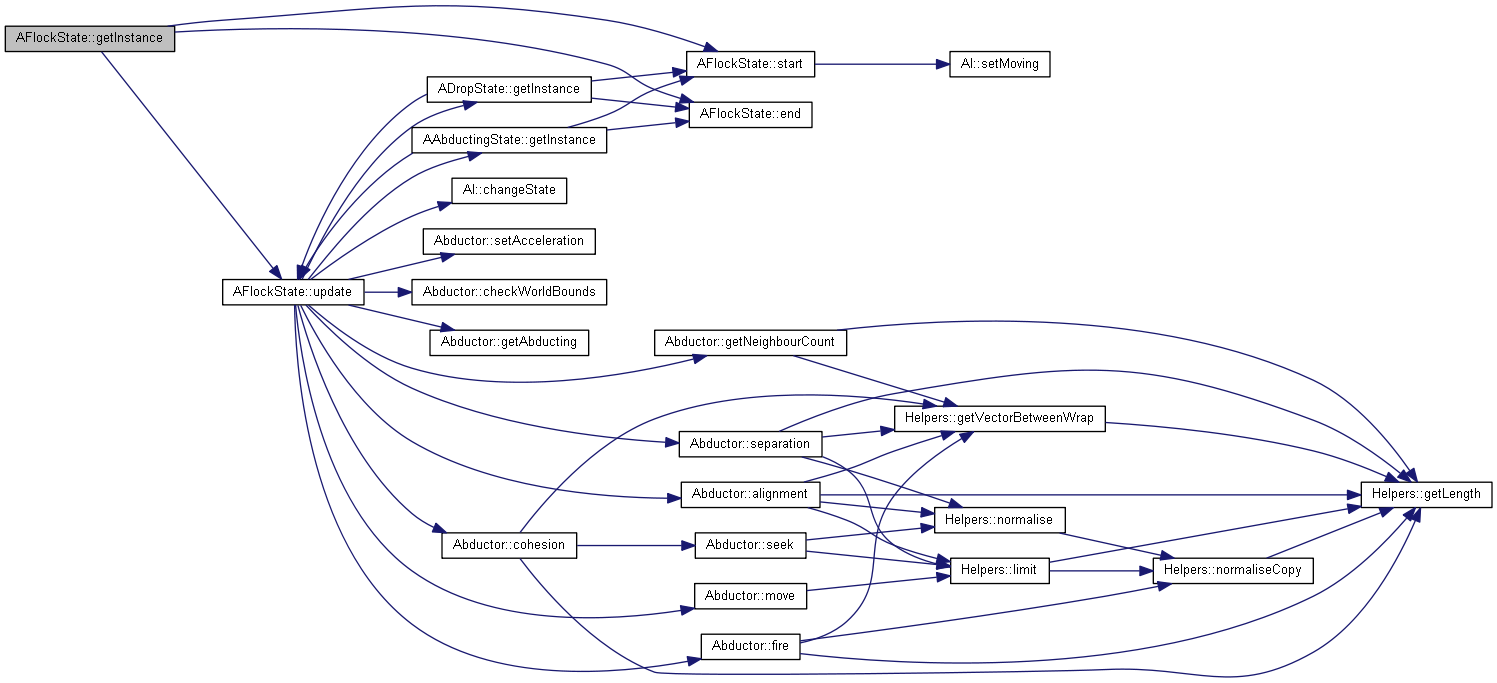 AFlockState::getInstance
AFlockState::start
AI::setMoving
ADropState::getInstance
AFlockState::end
AAbductingState::getInstance
AI::changeState
Abductor::setAcceleration
AFlockState::update
Abductor::checkWorldBounds
Abductor::getAbducting
Abductor::getNeighbourCount
Helpers::getVectorBetweenWrap
Abductor::separation
Abductor::alignment
Helpers::getLength
Helpers::normalise
Abductor::cohesion
Abductor::seek
Helpers::limit
Helpers::normaliseCopy
Abductor::move
Abductor::fire